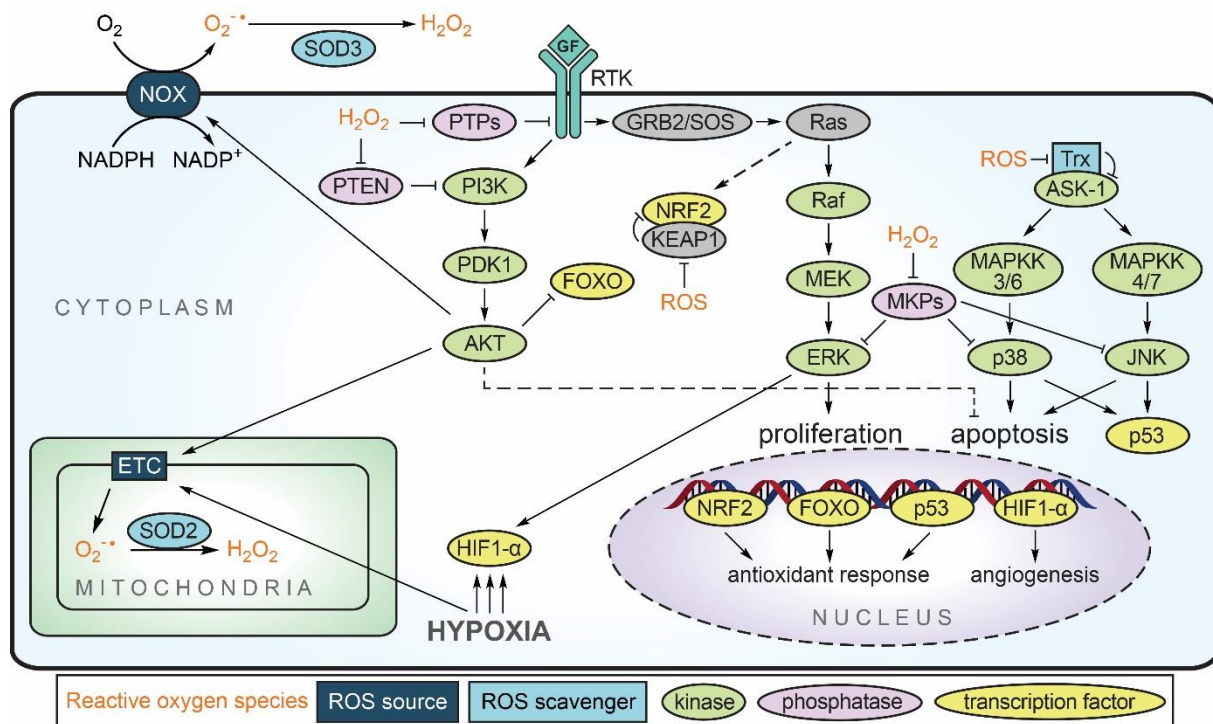 O₂
O₂⁻•
H₂O₂
SOD3
GF
RTK
NOX
NADPH
NADP⁺
H₂O₂
PTPs
GRB2/SOS
Ras
ROS
Trx
ASK-1
PTEN
PI3K
NRF2
KEAP1
Raf
H₂O₂
MAPKK
3/6
MAPKK
4/7
PDK1
FOXO
ROS
MEK
MKPs
CYTOPLASM
AKT
ERK
p38
JNK
proliferation
apoptosis
p53
ETC
SOD2
O₂⁻•
H₂O₂
MITOCHONDRIA
HIF1-α
HYPOXIA
NRF2
FOXO
p53
HIF1-α
antioxidant response
angiogenesis
NUCLEUS
Reactive oxygen species
ROS source
ROS scavenger
kinase
phosphatase
transcription factor